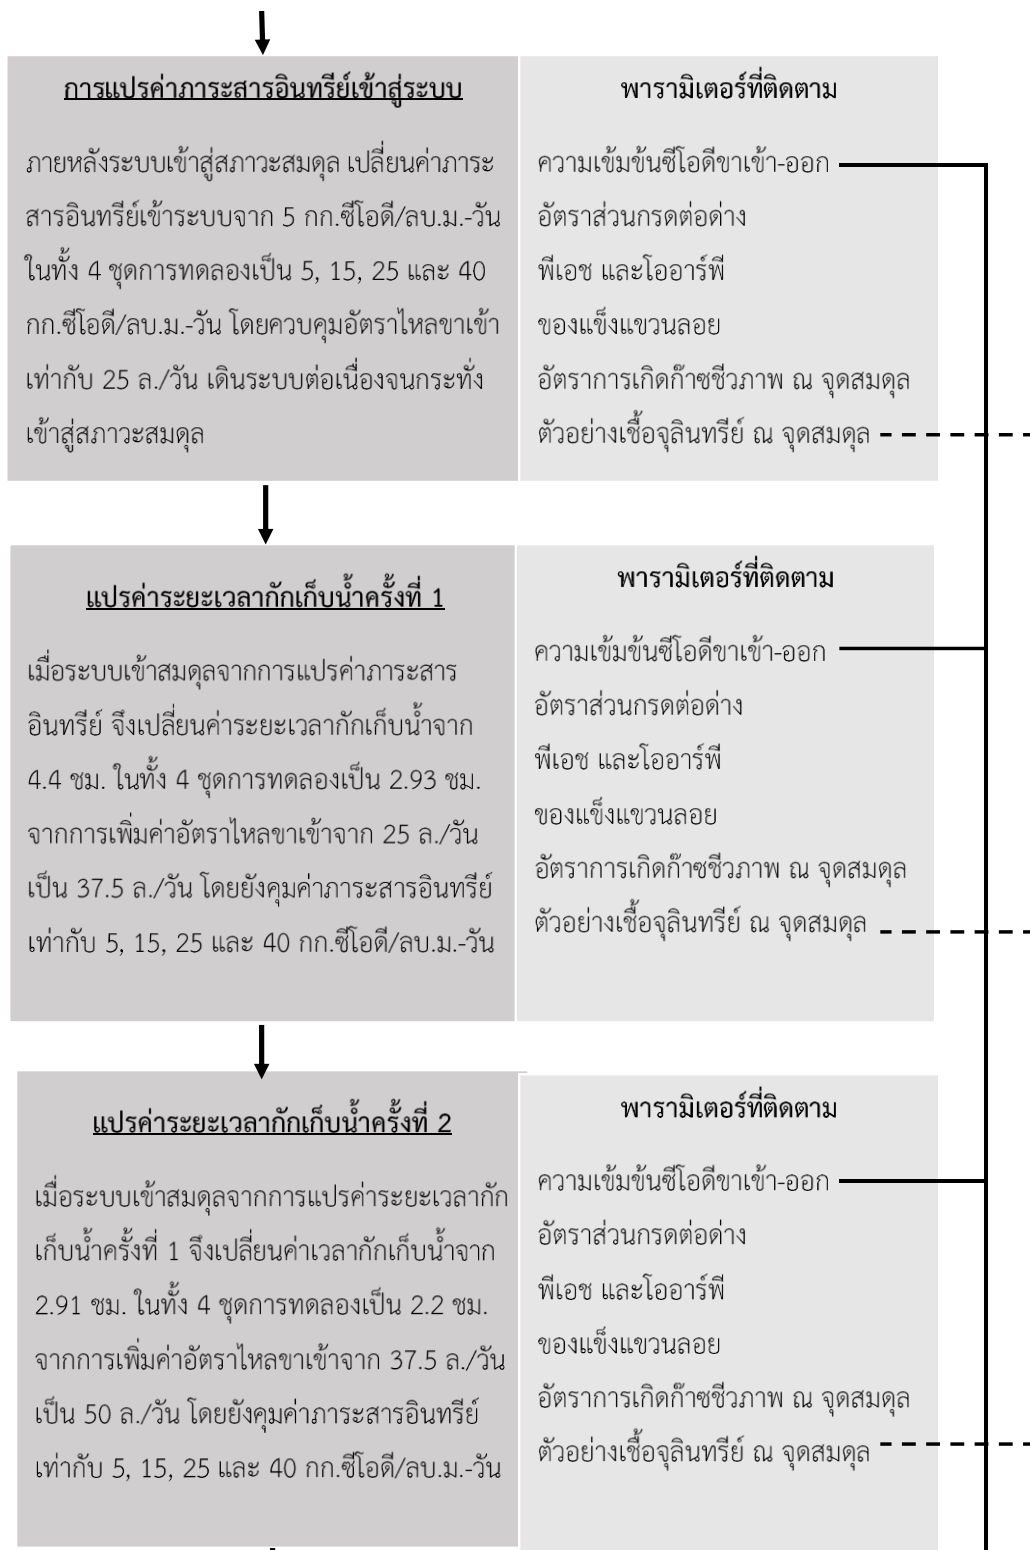 การแปรค่าภาระสารอินทรีย์เข้าสู่ระบบ
ภายหลังระบบเข้าสู่สภาวะสมดุล เปลี่ยนค่าภาระ
สารอินทรีย์เข้าระบบจาก 5 กก.ซีโอดี/ลบ.ม.-วัน
ในทั้ง 4 ชุดการทดลองเป็น 5, 15, 25 และ 40
กก.ซีโอดี/ลบ.ม.-วัน โดยควบคุมอัตราไหลขาเข้า
เท่ากับ 25 ล./วัน เดินระบบต่อเนื่องจนกระทั่ง
เข้าสู่สภาวะสมดุล
พารามิเตอร์ที่ติดตาม
ความเข้มข้นซีโอดีขาเข้า-ออก
อัตราส่วนกรดต่อด่าง
พีเอช และโออาร์พี
ของแข็งแขวนลอย
อัตราการเกิดก๊าซชีวภาพ ณ จุดสมดุล
ตัวอย่างเชื้อจุลินทรีย์ ณ จุดสมดุล
แปรค่าระยะเวลากักเก็บน้ำครั้งที่ 1
เมื่อระบบเข้าสมดุลจากการแปรค่าภาระสาร
อินทรีย์ จึงเปลี่ยนค่าระยะเวลากักเก็บน้ำจาก
4.4 ชม. ในทั้ง 4 ชุดการทดลองเป็น 2.93 ชม.
จากการเพิ่มค่าอัตราไหลขาเข้าจาก 25 ล./วัน
เป็น 37.5 ล./วัน โดยยังคุมค่าภาระสารอินทรีย์
เท่ากับ 5, 15, 25 และ 40 กก.ซีโอดี/ลบ.ม.-วัน
พารามิเตอร์ที่ติดตาม
ความเข้มข้นซีโอดีขาเข้า-ออก
อัตราส่วนกรดต่อด่าง
พีเอช และโออาร์พี
ของแข็งแขวนลอย
อัตราการเกิดก๊าซชีวภาพ ณ จุดสมดุล
ตัวอย่างเชื้อจุลินทรีย์ ณ จุดสมดุล
แปรค่าระยะเวลากักเก็บน้ำครั้งที่ 2
เมื่อระบบเข้าสมดุลจากการแปรค่าระยะเวลากัก
เก็บน้ำครั้งที่ 1 จึงเปลี่ยนค่าเวลากักเก็บน้ำจาก
2.91 ชม. ในทั้ง 4 ชุดการทดลองเป็น 2.2 ชม.
จากการเพิ่มค่าอัตราไหลขาเข้าจาก 37.5 ล./วัน
เป็น 50 ล./วัน โดยยังคุมค่าภาระสารอินทรีย์
เท่ากับ 5, 15, 25 และ 40 กก.ซีโอดี/ลบ.ม.-วัน
พารามิเตอร์ที่ติดตาม
ความเข้มข้นซีโอดีขาเข้า-ออก
อัตราส่วนกรดต่อด่าง
พีเอช และโออาร์พี
ของแข็งแขวนลอย
อัตราการเกิดก๊าซชีวภาพ ณ จุดสมดุล
ตัวอย่างเชื้อจุลินทรีย์ ณ จุดสมดุล